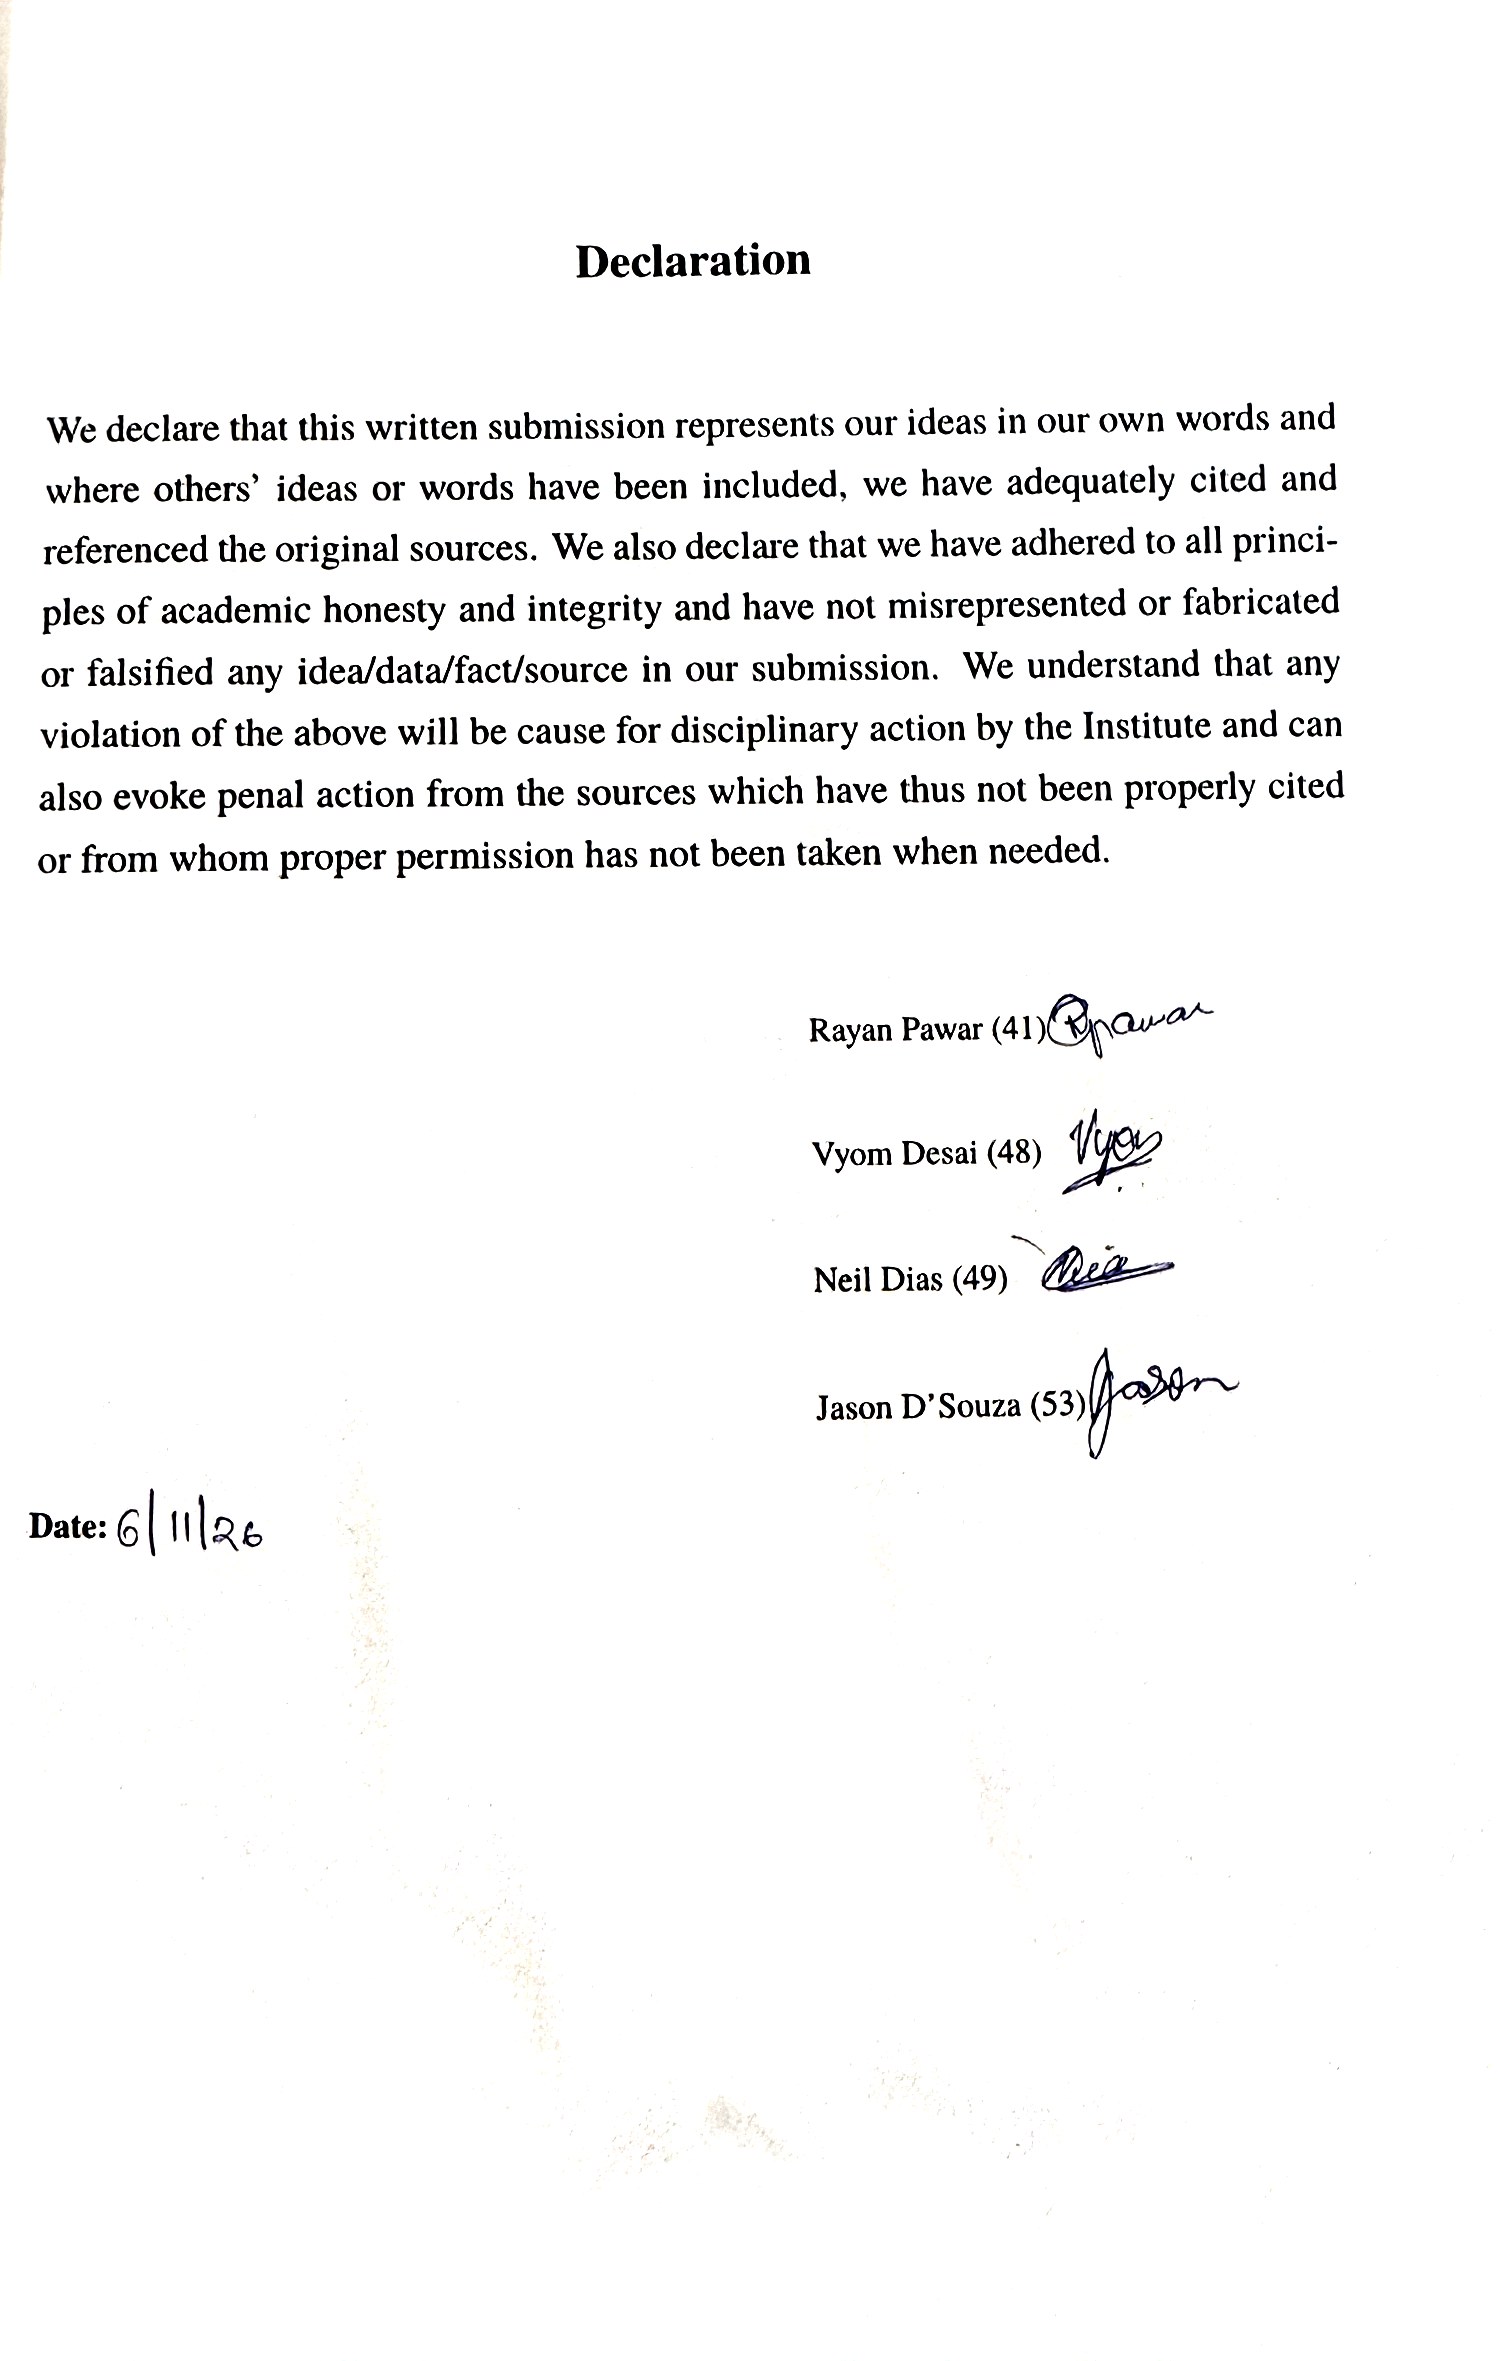 Declaration
We declare that this written submission represents our ideas in our own words and
where others’ ideas or words have been included, we have adequately cited and
referenced the original sources. We also declare that we have adhered to all princi-
ples of academic honesty and integrity and have not misrepresented or fabricated
or falsified any idea/data/fact/source in our submission. We understand that any
violation of the above will be cause for disciplinary action by the Institute and can
also evoke penal action from the sources which have thus not been properly cited
or from whom proper permission has not been taken when needed.
Rayan Pawar (41) Rpawar
Vyom Desai (48) Vyom
Neil Dias (49)
Jason D’Souza (53) Jason
Date: 6/11/26